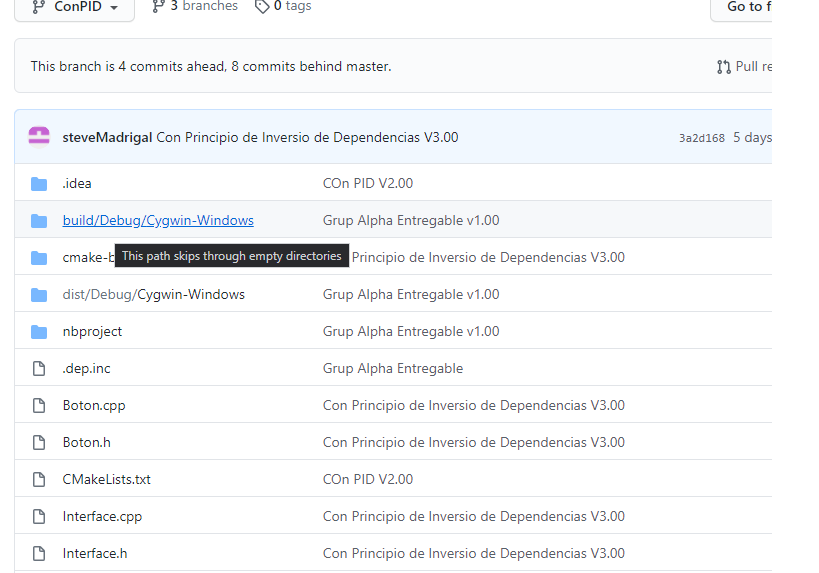 ConPID 3 branches 0 tags Go to f
This branch is 4 commits ahead, 8 commits behind master. Pull re
steveMadrigal Con Principio de Inversio de Dependencias V3.00 3a2d168 5 days
.idea COn PID V2.00
build/Debug/Cygwin-Windows Grup Alpha Entregable v1.00
This path skips through empty directories
cmake-b Principio de Inversio de Dependencias V3.00
dist/Debug/Cygwin-Windows Grup Alpha Entregable v1.00
nbproject Grup Alpha Entregable v1.00
.dep.inc Grup Alpha Entregable
Boton.cpp Con Principio de Inversio de Dependencias V3.00
Boton.h Con Principio de Inversio de Dependencias V3.00
CMakeLists.txt COn PID V2.00
Interface.cpp Con Principio de Inversio de Dependencias V3.00
Interface.h Con Principio de Inversio de Dependencias V3.00